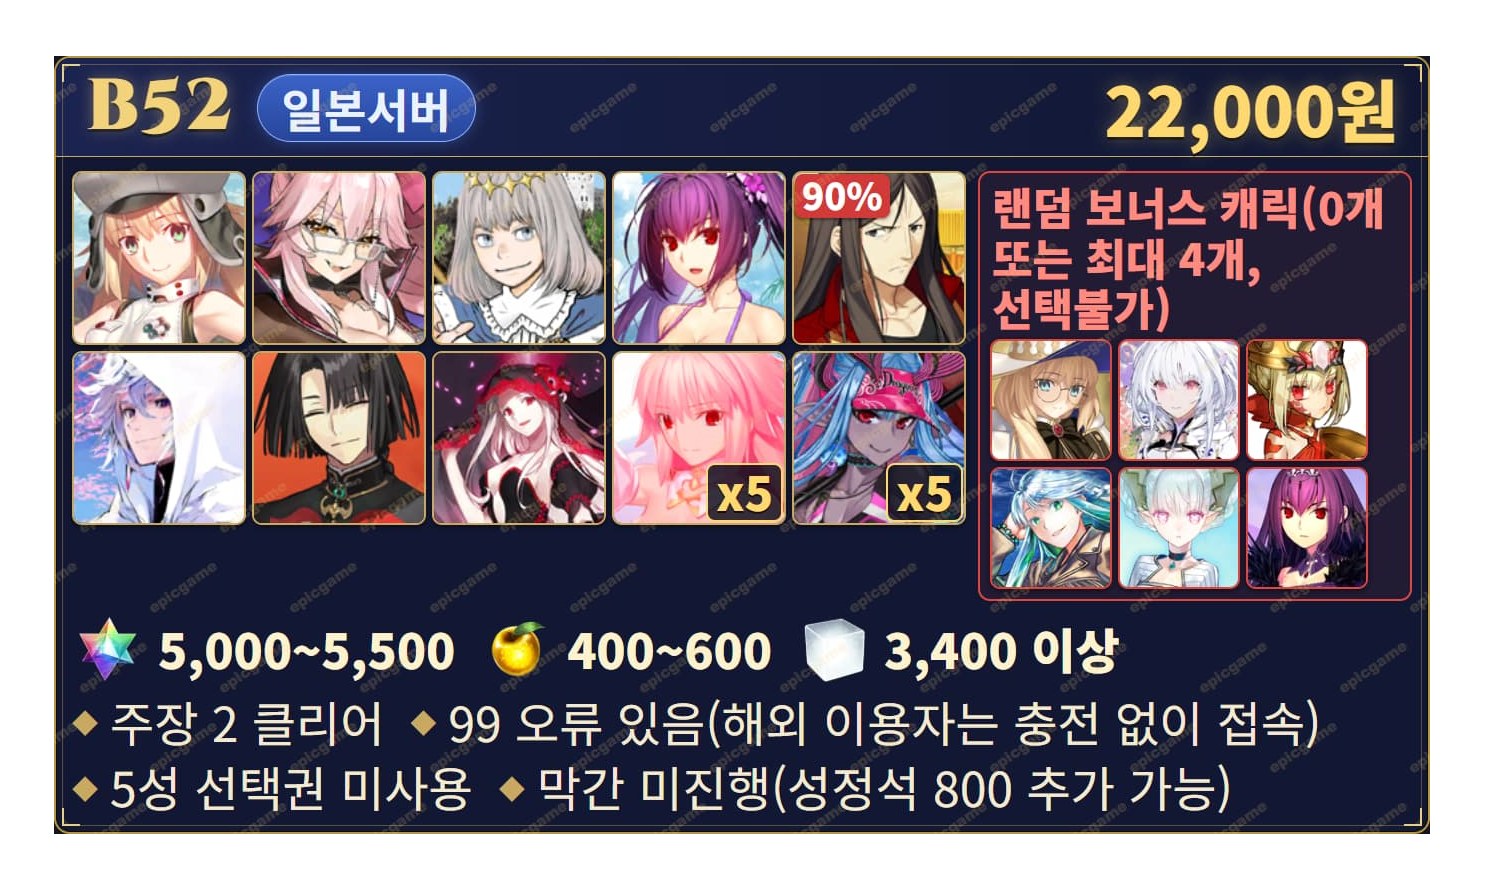 B52 일본서버 22,000원
90%
랜덤 보너스 캐릭(0개
또는 최대 4개,
선택불가)
x5 x5
5,000~5,500 400~600 3,400 이상
◆ 주장 2 클리어 ◆ 99 오류 있음(해외 이용자는 충전 없이 접속)
◆ 5성 선택권 미사용 ◆ 막간 미진행(성정석 800 추가 가능)
epicgame